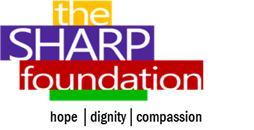 the
SHARP
foundation
hope | dignity | compassion